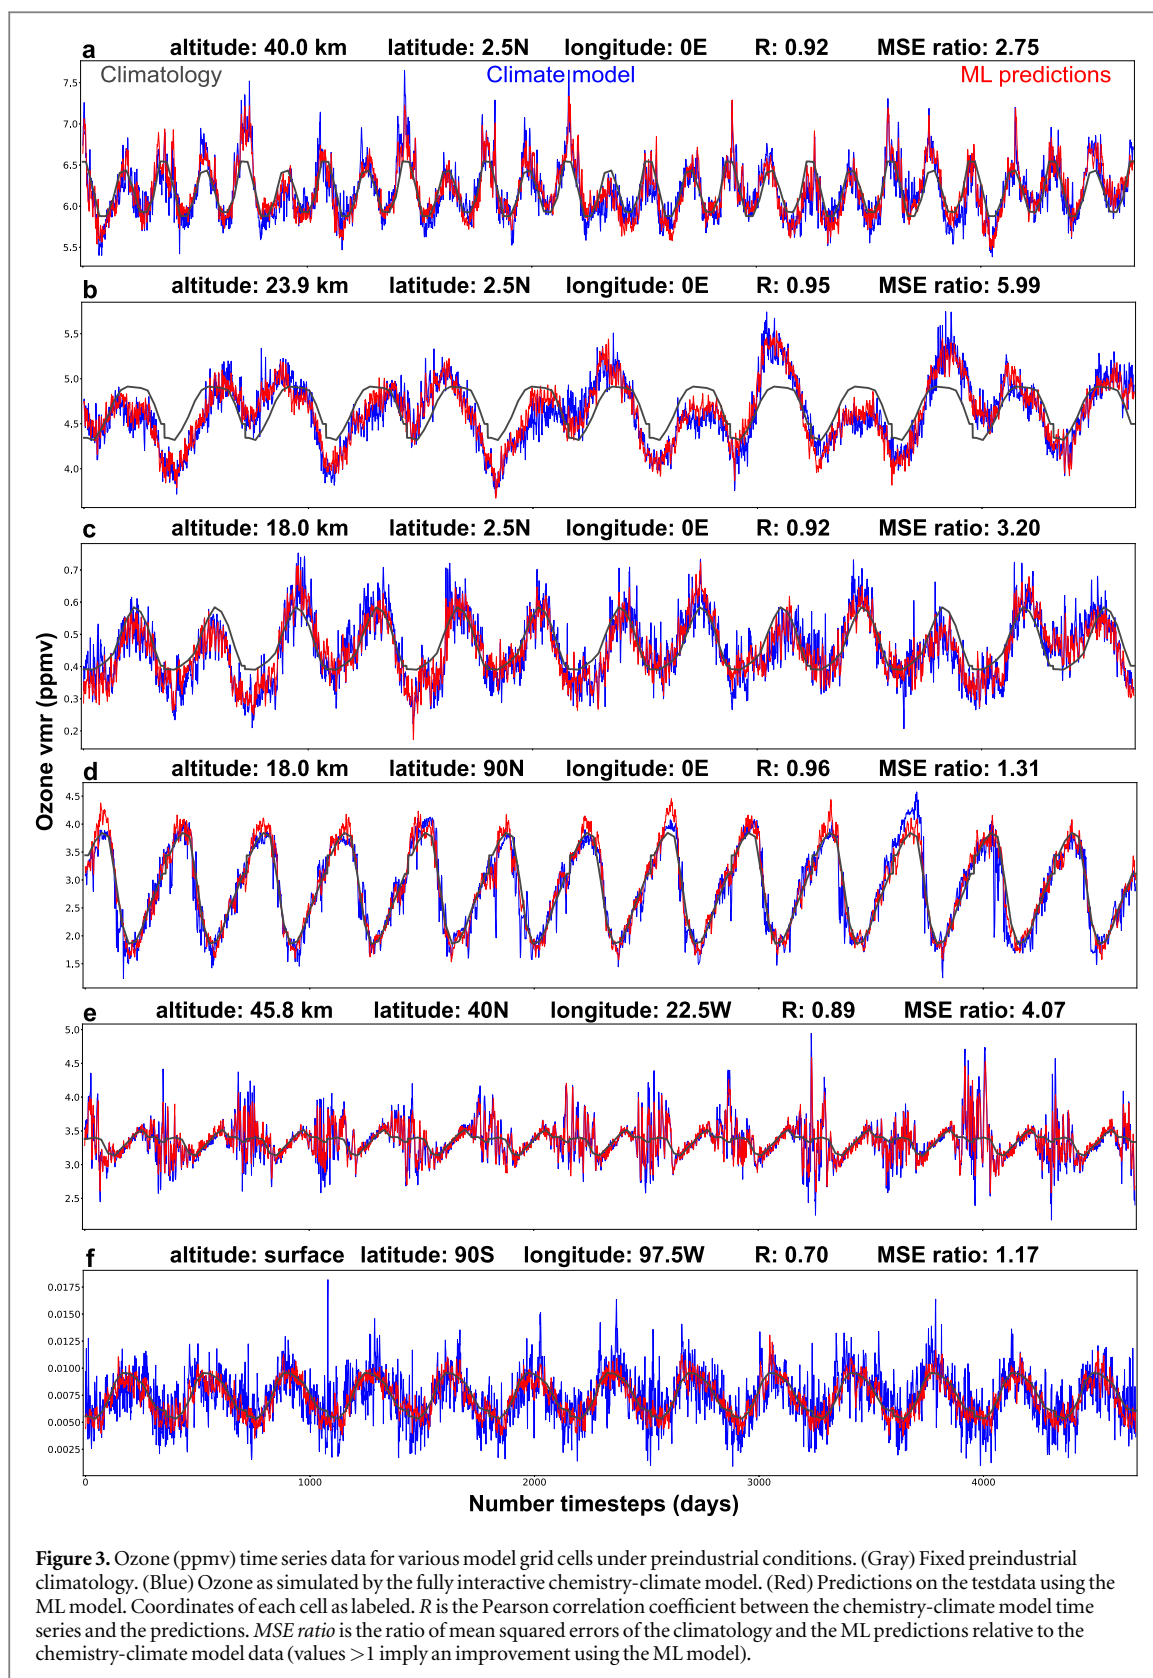 a altitude: 40.0 km latitude: 2.5N longitude: 0E R: 0.92 MSE ratio: 2.75
Climatology Climate model ML predictions
7.5
7.0
6.5
6.0
5.5
b altitude: 23.9 km latitude: 2.5N longitude: 0E R: 0.95 MSE ratio: 5.99
5.5
5.0
4.5
4.0
c altitude: 18.0 km latitude: 2.5N longitude: 0E R: 0.92 MSE ratio: 3.20
0.7
0.6
0.5
0.4
0.3
0.2
Ozone vmr (ppmv)
d altitude: 18.0 km latitude: 90N longitude: 0E R: 0.96 MSE ratio: 1.31
4.5
4.0
3.5
3.0
2.5
2.0
1.5
e altitude: 45.8 km latitude: 40N longitude: 22.5W R: 0.89 MSE ratio: 4.07
5.0
4.5
4.0
3.5
3.0
2.5
f altitude: surface latitude: 90S longitude: 97.5W R: 0.70 MSE ratio: 1.17
0.0175
0.0150
0.0125
0.0100
0.0075
0.0050
0.0025
0 1000 2000 3000 4000
Number timesteps (days)
Figure 3. Ozone (ppmv) time series data for various model grid cells under preindustrial conditions. (Gray) Fixed preindustrial
climatology. (Blue) Ozone as simulated by the fully interactive chemistry-climate model. (Red) Predictions on the testdata using the
ML model. Coordinates of each cell as labeled. R is the Pearson correlation coefficient between the chemistry-climate model time
series and the predictions. MSE ratio is the ratio of mean squared errors of the climatology and the ML predictions relative to the
chemistry-climate model data (values >1 imply an improvement using the ML model).